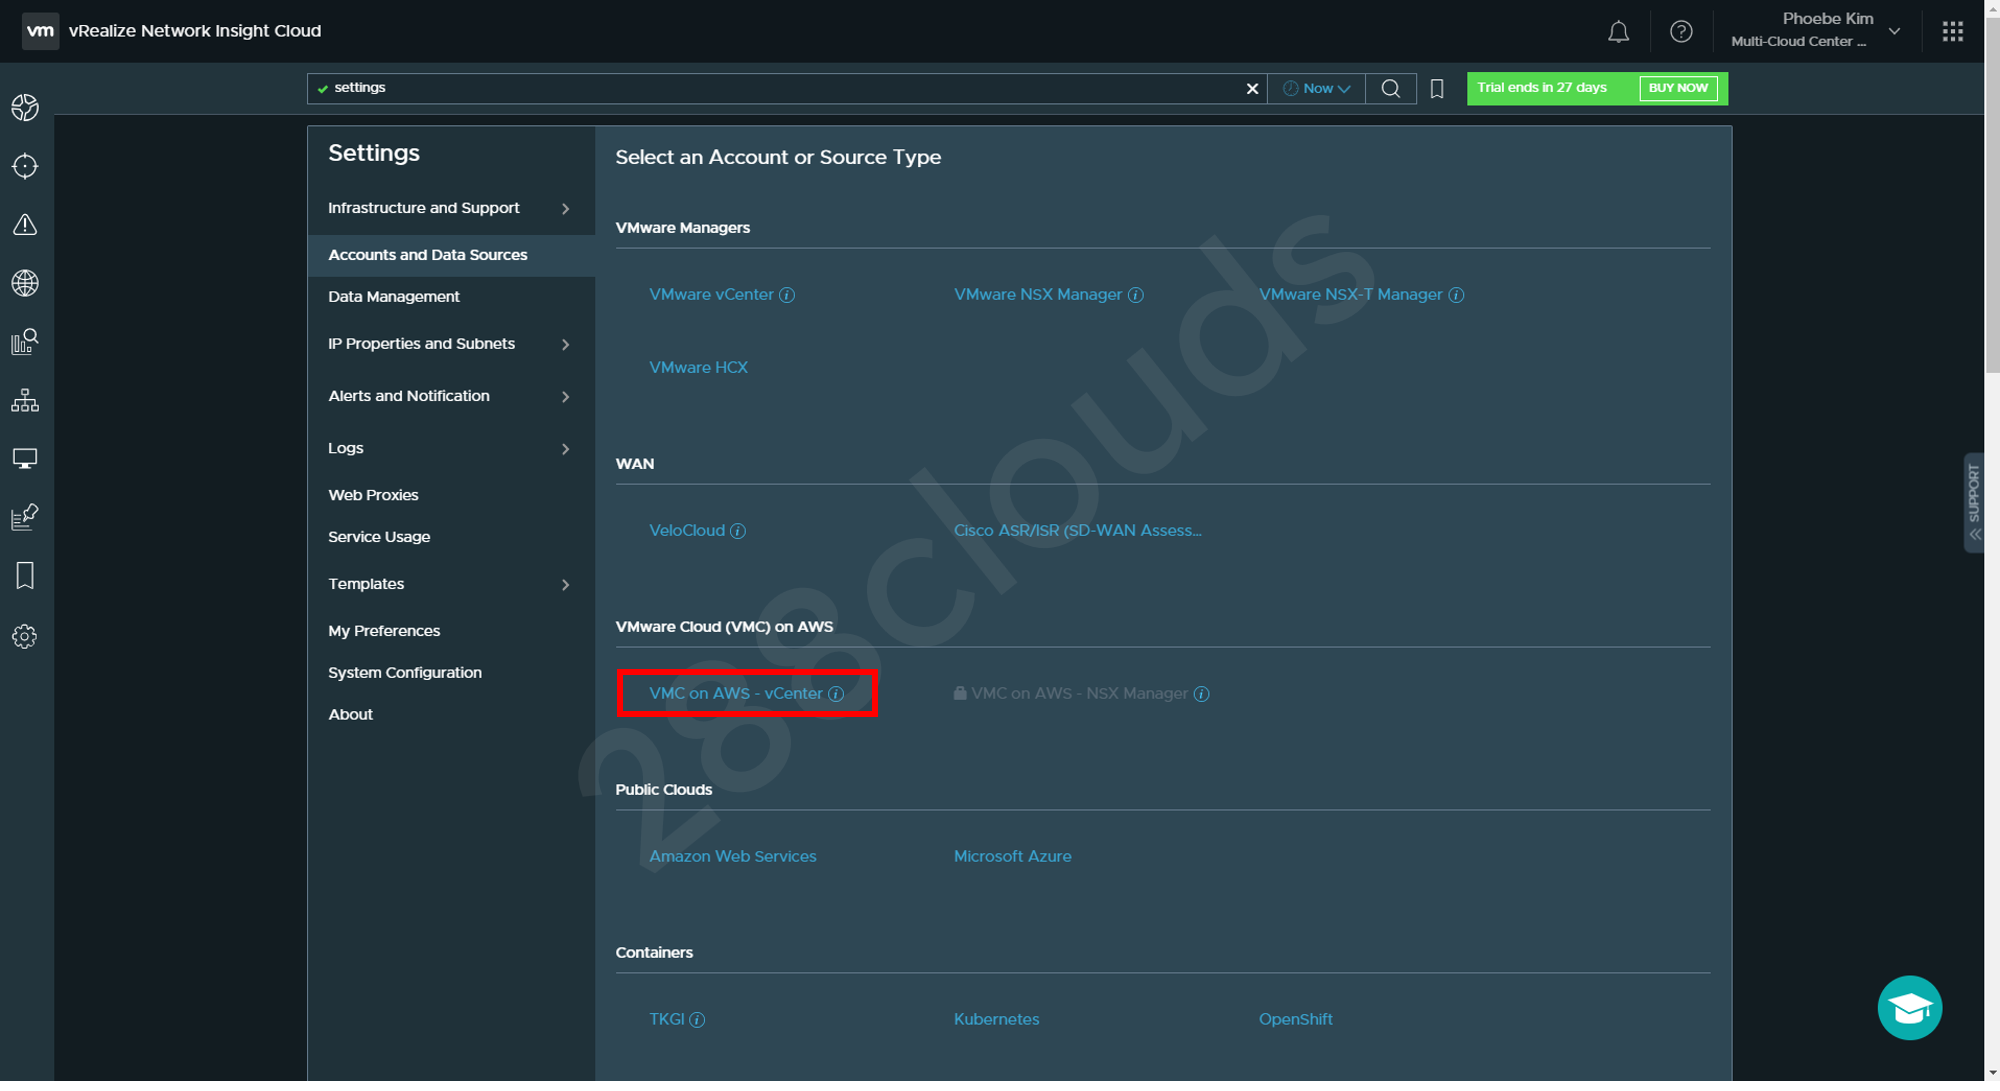 vm vRealize Network Insight Cloud
Phoebe Kim
Multi-Cloud Center ...
settings
Now
Trial ends in 27 days
BUY NOW
Settings
Infrastructure and Support
Accounts and Data Sources
Data Management
IP Properties and Subnets
Alerts and Notification
Logs
Web Proxies
Service Usage
Templates
My Preferences
System Configuration
About
Select an Account or Source Type
VMware Managers
VMware vCenter
VMware NSX Manager
VMware NSX-T Manager
VMware HCX
WAN
VeloCloud
Cisco ASR/ISR (SD-WAN Assess...
VMware Cloud (VMC) on AWS
VMC on AWS - vCenter
VMC on AWS - NSX Manager
Public Clouds
Amazon Web Services
Microsoft Azure
Containers
TKGI
Kubernetes
OpenShift
SUPPORT
288clouds